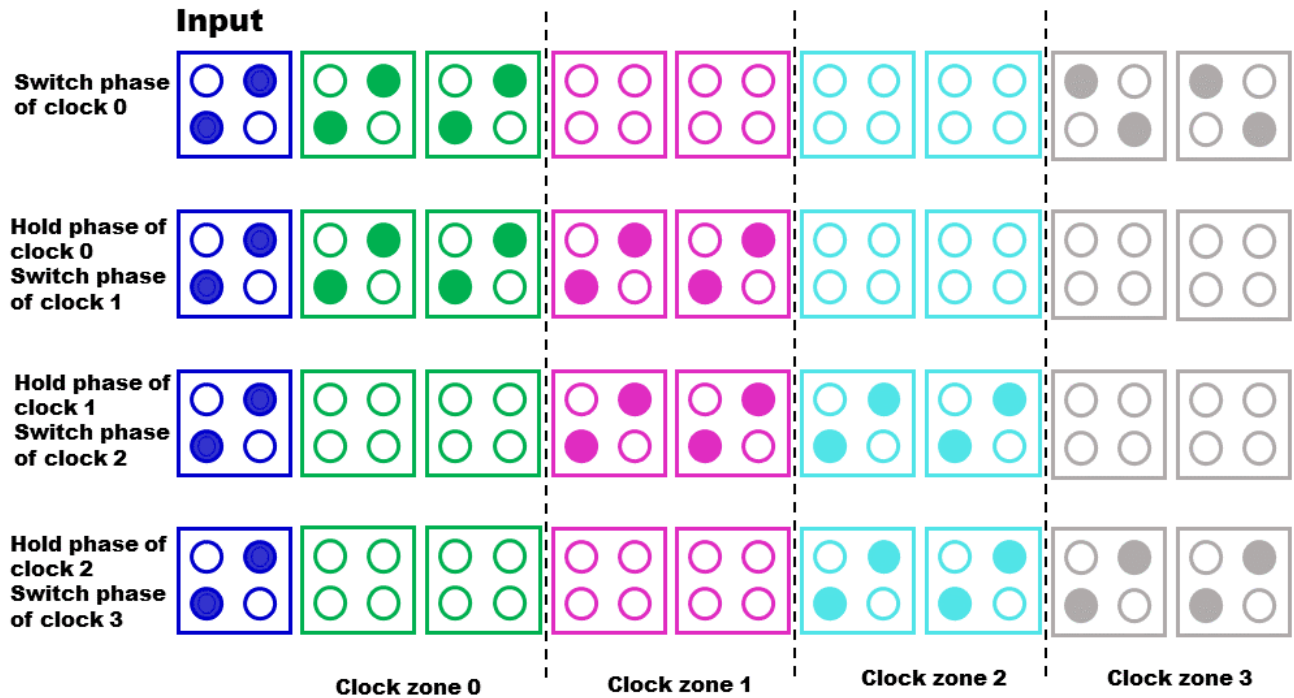 Input
Switch phase
of clock 0
Hold phase of
clock 0
Switch phase
of clock 1
Hold phase of
clock 1
Switch phase
of clock 2
Hold phase of
clock 2
Switch phase
of clock 3
Clock zone 0
Clock zone 1
Clock zone 2
Clock zone 3